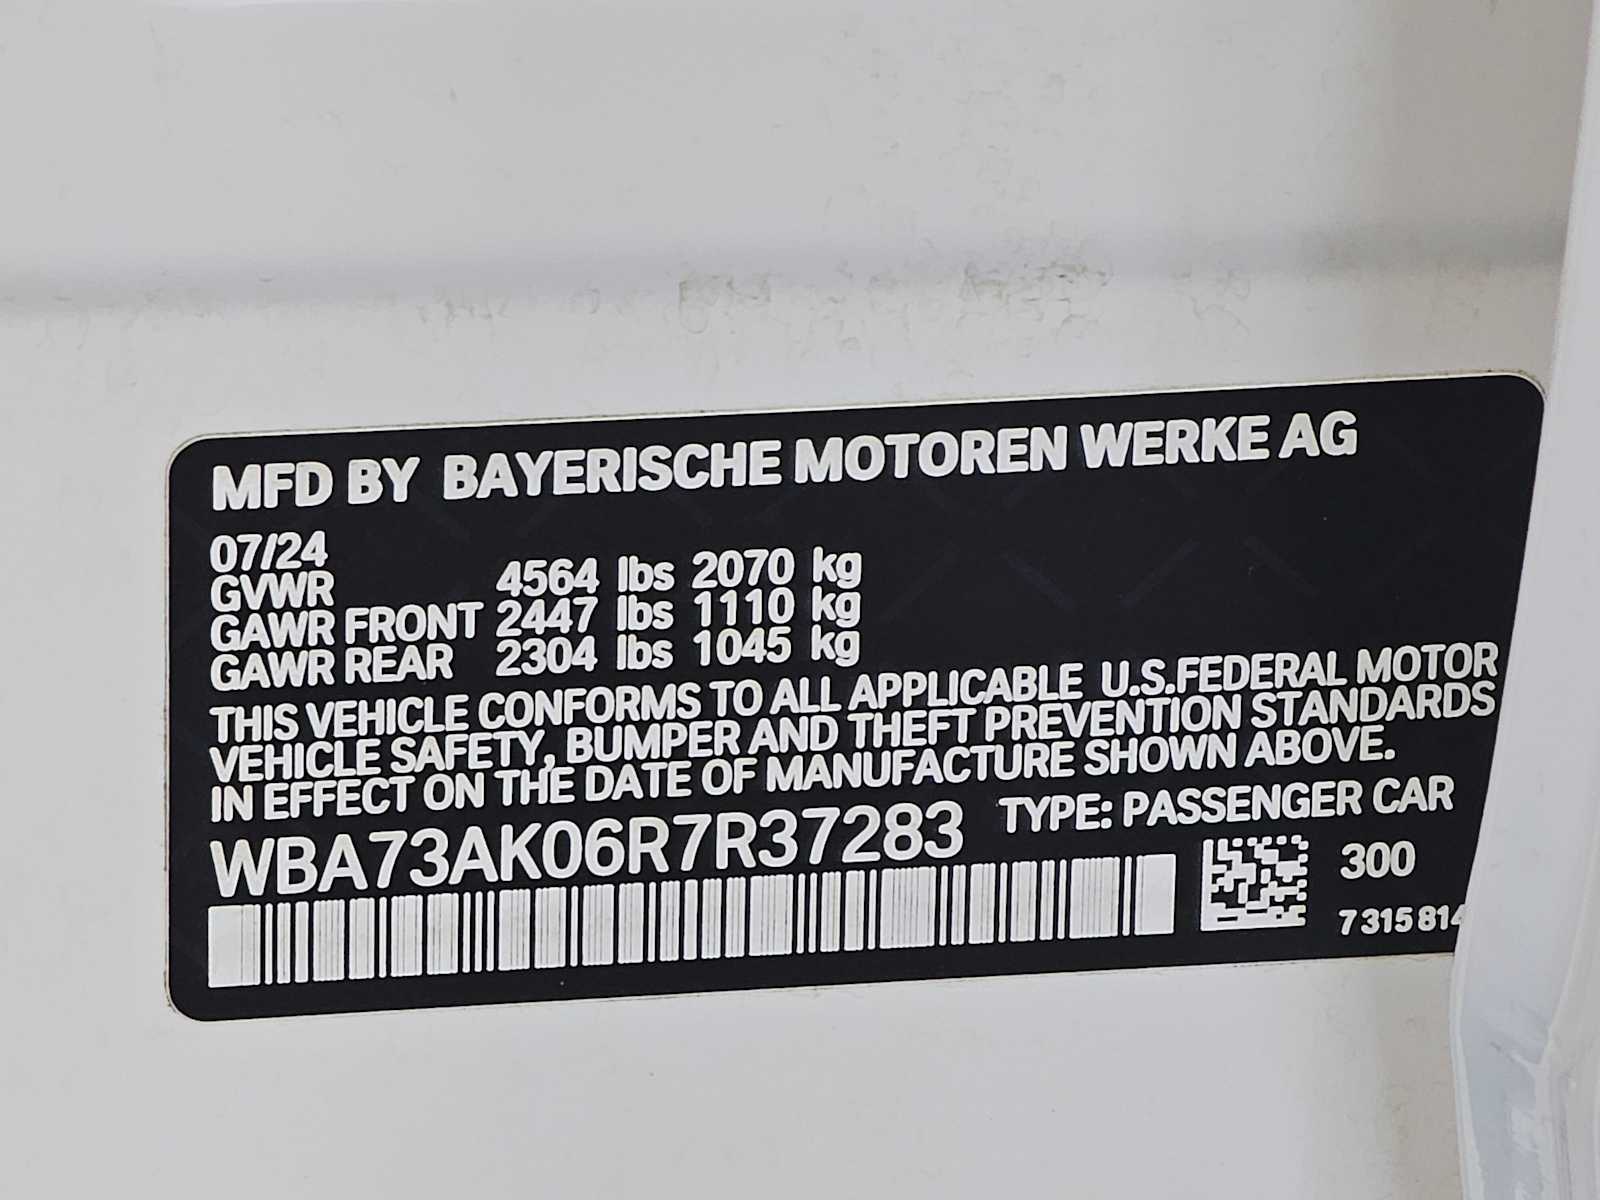 MFD BY BAYERISCHE MOTOREN WERKE AG
07/24
GVWR 4564 lbs 2070 kg
GAWR FRONT 2447 lbs 1110 kg
GAWR REAR 2304 lbs 1045 kg
THIS VEHICLE CONFORMS TO ALL APPLICABLE U.S.FEDERAL MOTOR
VEHICLE SAFETY, BUMPER AND THEFT PREVENTION STANDARDS
IN EFFECT ON THE DATE OF MANUFACTURE SHOWN ABOVE.
WBA73AK06R7R37283 TYPE: PASSENGER CAR
300
7315814